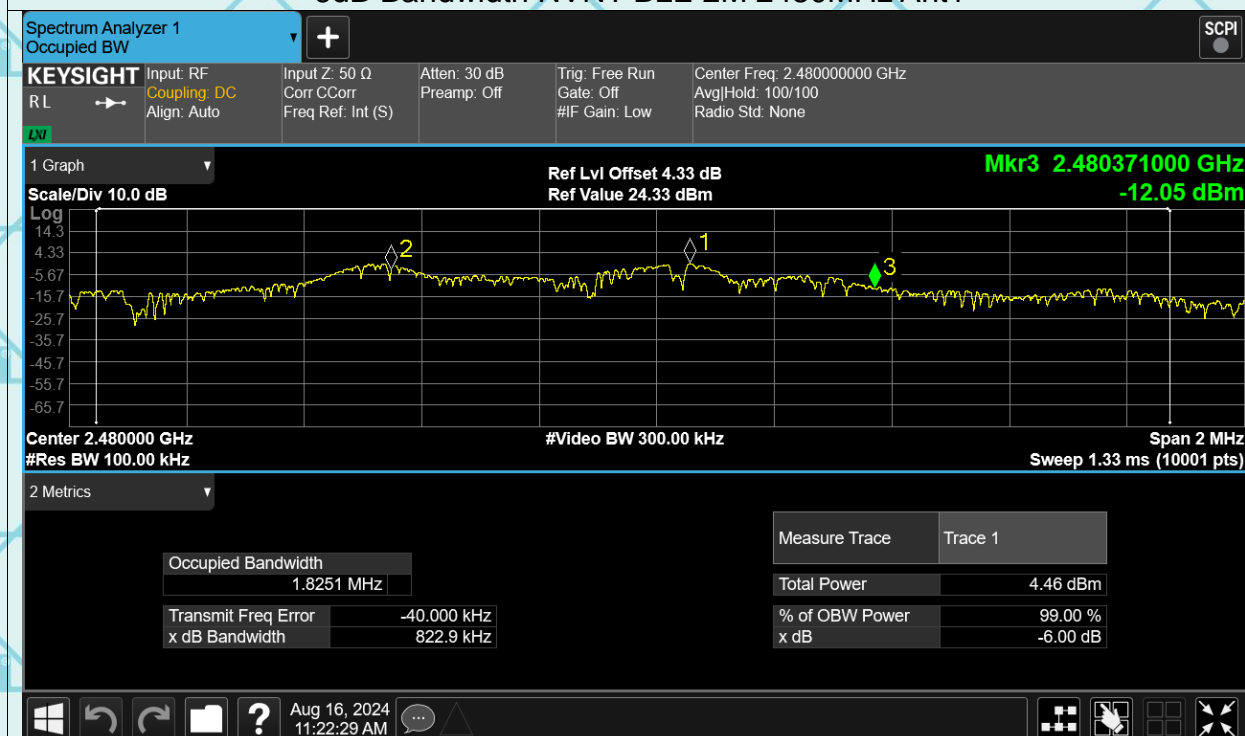 Spectrum Analyzer 1
Occupied BW
+
SCPI
KEYSIGHT
R L
LXI
Input: RF
Coupling: DC
Align: Auto
Input Z: 50 Ω
Corr CCorr
Freq Ref: Int (S)
Atten: 30 dB
Preamp: Off
Trig: Free Run
Gate: Off
#IF Gain: Low
Center Freq: 2.480000000 GHz
Avg|Hold: 100/100
Radio Std: None
1 Graph
Scale/Div 10.0 dB
Ref Lvl Offset 4.33 dB
Ref Value 24.33 dBm
Mkr3 2.480371000 GHz
-12.05 dBm
Log
14.3
4.33
-5.67
-15.7
-25.7
-35.7
-45.7
-55.7
-65.7
2
1
3
Center 2.480000 GHz
#Res BW 100.00 kHz
#Video BW 300.00 kHz
Span 2 MHz
Sweep 1.33 ms (10001 pts)
2 Metrics
Occupied Bandwidth
1.8251 MHz
Transmit Freq Error -40.000 kHz
x dB Bandwidth 822.9 kHz
Measure Trace Trace 1
Total Power 4.46 dBm
% of OBW Power 99.00 %
x dB -6.00 dB
?
Aug 16, 2024
11:22:29 AM